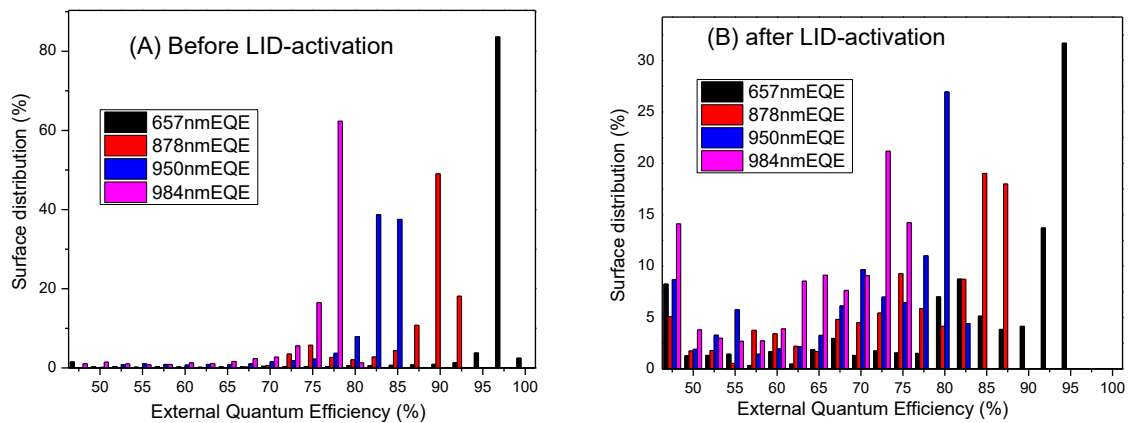 (A) Before LID-activation
657nmEQE
878nmEQE
950nmEQE
984nmEQE
Surface distribution (%)
80
60
40
20
0
50 55 60 65 70 75 80 85 90 95 100
External Quantum Efficiency (%)
(B) after LID-activation
657nmEQE
878nmEQE
950nmEQE
984nmEQE
Surface distribution (%)
30
25
20
15
10
5
0
50 55 60 65 70 75 80 85 90 95 100
External Quantum Efficiency (%)